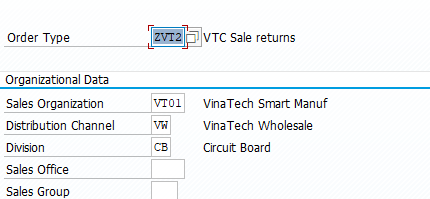 Order Type ZVT2 VTC Sale returns
Organizational Data
Sales Organization VT01 VinaTech Smart Manuf
Distribution Channel VW VinaTech Wholesale
Division CB Circuit Board
Sales Office
Sales Group